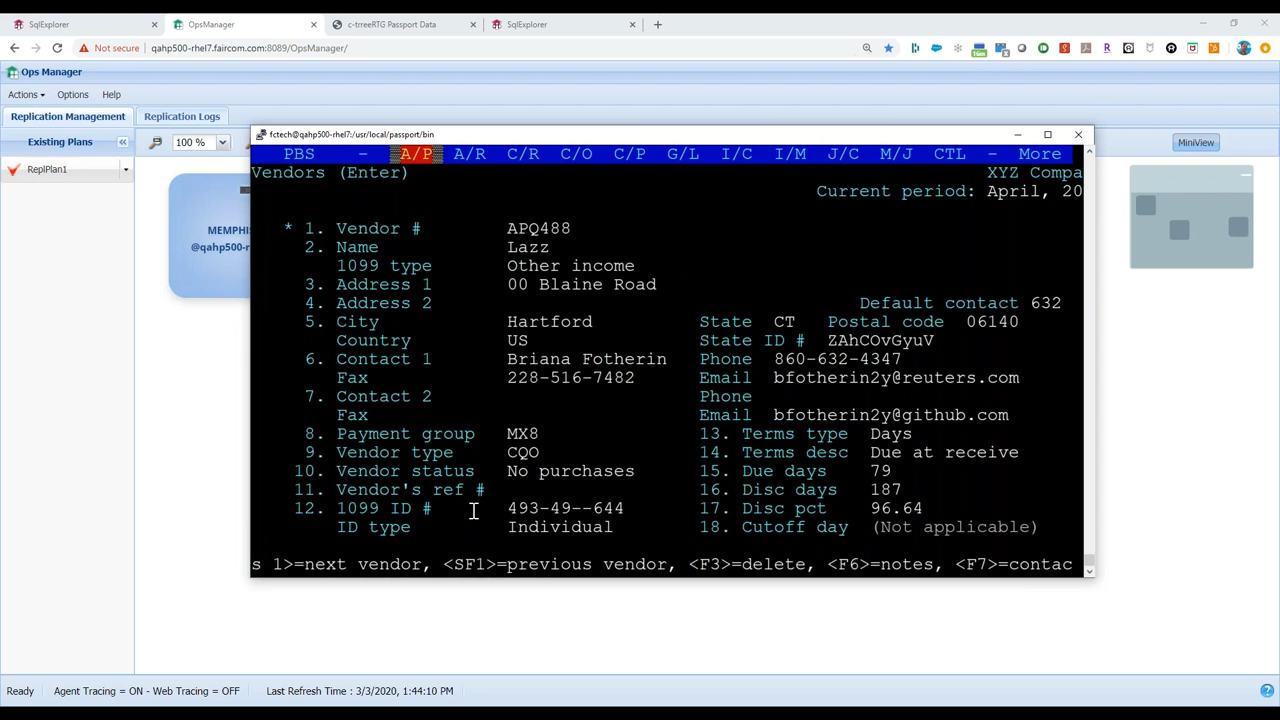 SqlExplorer OpsManager c-trreeRTG Passport Data SqlExplorer
Not secure qahp500-rhel7.faircom.com:8089/OpsManager/
Ops Manager
Actions Options Help
Replication Management Replication Logs
Existing Plans 100 % MiniView
ReplPlan1
MEMPHIS
@qahp500-r
fctech@qahp500-rhel7:/usr/local/passport/bin
PBS - A/P A/R C/R C/O C/P G/L I/C I/M J/C M/J CTL - More
Vendors (Enter) XYZ Compa
Current period: April, 20
* 1. Vendor # APQ488
2. Name Lazz
1099 type Other income
3. Address 1 00 Blaine Road
4. Address 2 Default contact 632
5. City Hartford State CT Postal code 06140
Country US State ID # ZAhCOvGyuV
6. Contact 1 Briana Fotherin Phone 860-632-4347
Fax 228-516-7482 Email bfotherin2y@reuters.com
7. Contact 2 Phone
Fax Email bfotherin2y@github.com
8. Payment group MX8 13. Terms type Days
9. Vendor type CQO 14. Terms desc Due at receive
10. Vendor status No purchases 15. Due days 79
11. Vendor's ref # 16. Disc days 187
12. 1099 ID # 493-49--644 17. Disc pct 96.64
ID type Individual 18. Cutoff day (Not applicable)
s 1>=next vendor, <SF1>=previous vendor, <F3>=delete, <F6>=notes, <F7>=contac
Ready Agent Tracing = ON - Web Tracing = OFF Last Refresh Time : 3/3/2020, 1:44:10 PM